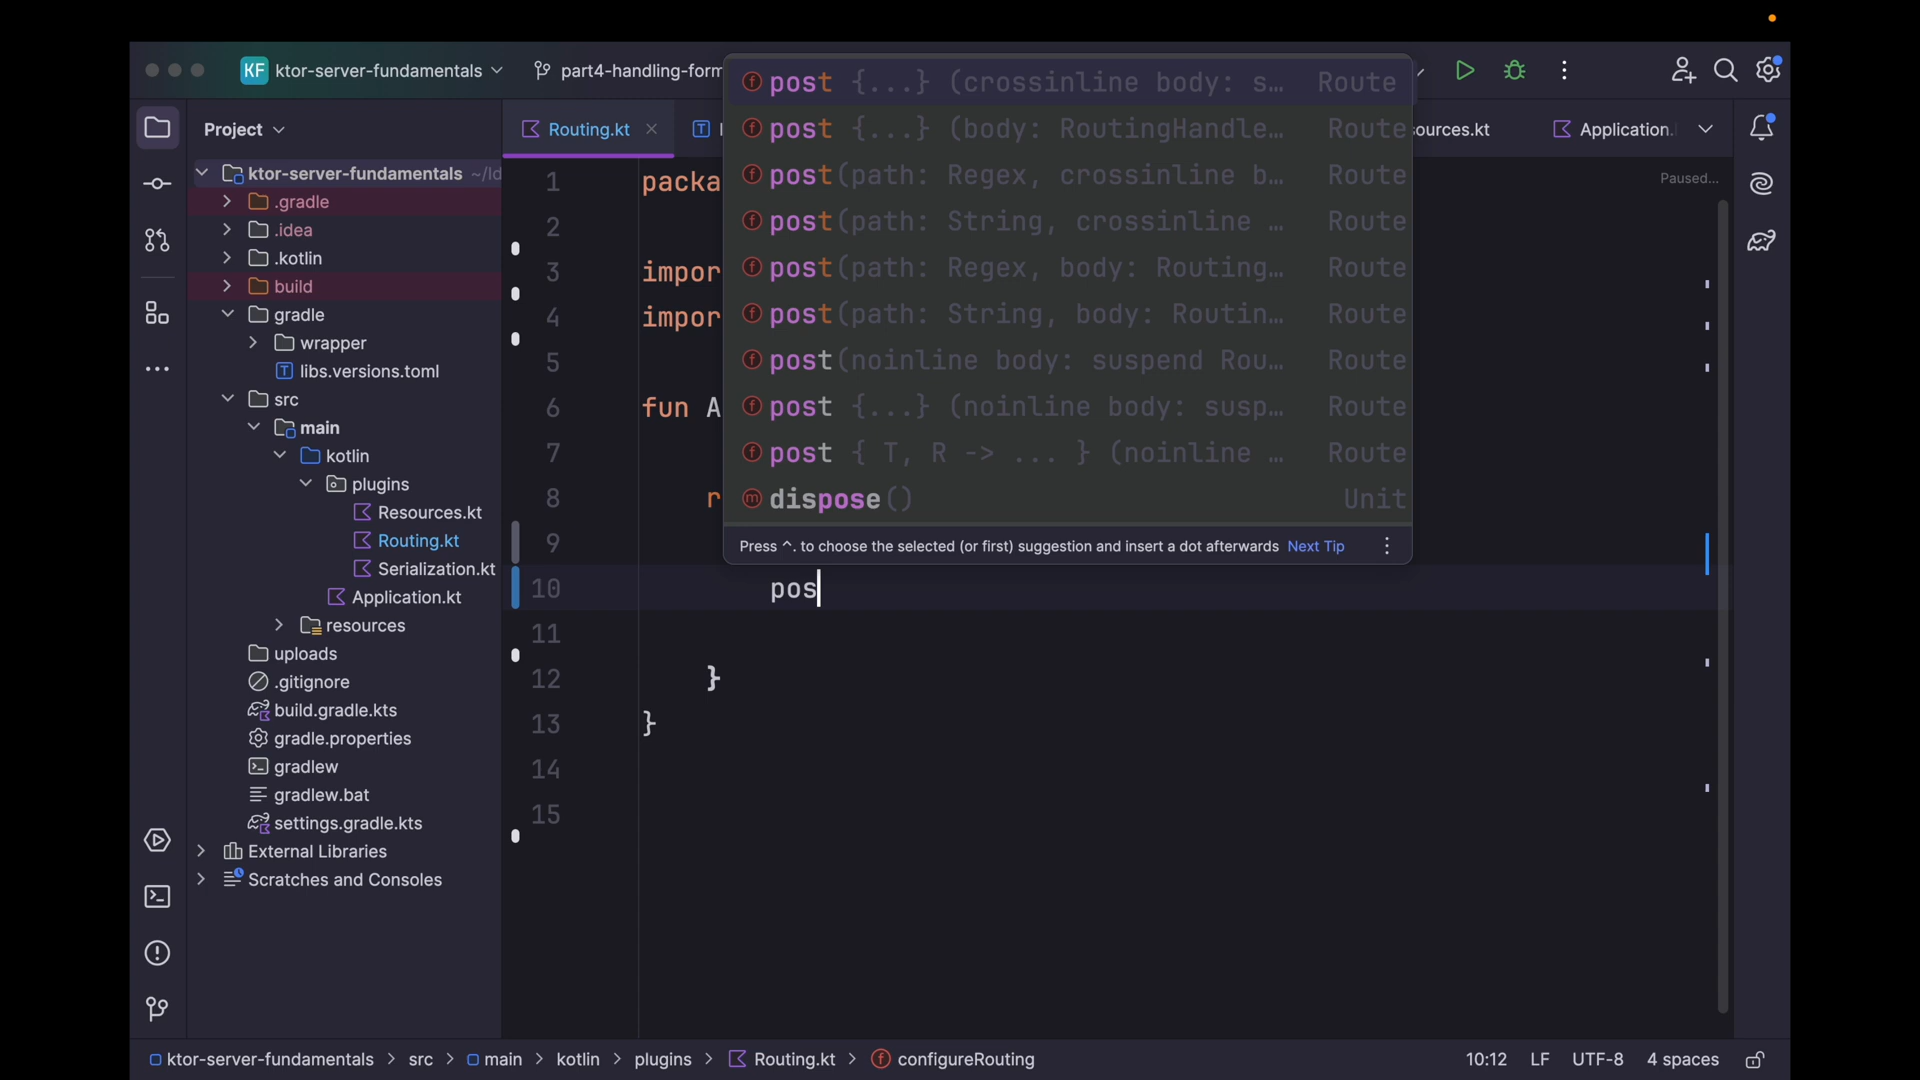 KF ktor-server-fundamentals part4-handling-form
Project
Routing.kt
ources.kt
Application.
Paused...
ktor-server-fundamentals ~/Id
.gradle
.idea
.kotlin
build
gradle
wrapper
libs.versions.toml
src
main
kotlin
plugins
Resources.kt
Routing.kt
Serialization.kt
Application.kt
resources
uploads
.gitignore
build.gradle.kts
gradle.properties
gradlew
gradlew.bat
settings.gradle.kts
External Libraries
Scratches and Consoles
1 packa
2
3 impor
4 impor
5
6 fun A
7
8 r
9
10 pos
11
12 }
13 }
14
15
post {...} (crossinline body: s… Route
post {...} (body: RoutingHandle… Route
post(path: Regex, crossinline b… Route
post(path: String, crossinline … Route
post(path: Regex, body: Routing… Route
post(path: String, body: Routin… Route
post(noinline body: suspend Rou… Route
post {...} (noinline body: susp… Route
post { T, R -> ... } (noinline … Route
dispose() Unit
Press ^. to choose the selected (or first) suggestion and insert a dot afterwards Next Tip
ktor-server-fundamentals > src > main > kotlin > plugins > Routing.kt > configureRouting
10:12 LF UTF-8 4 spaces